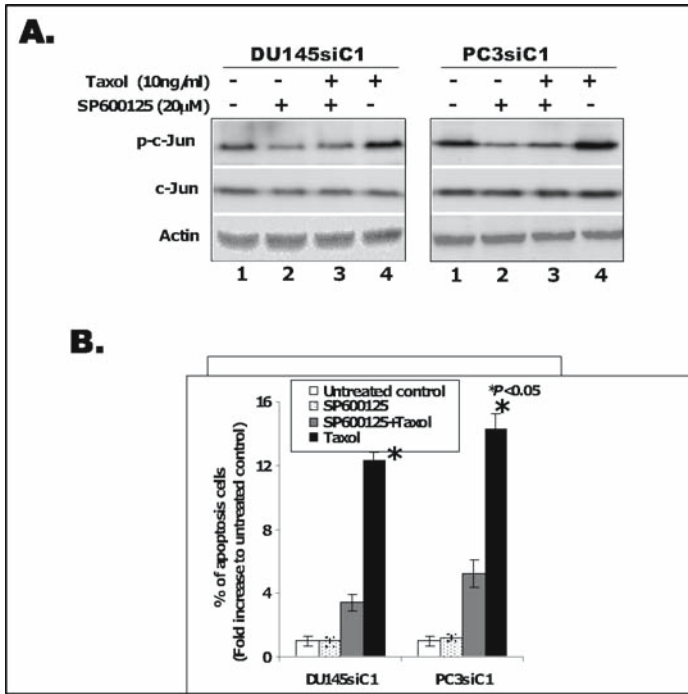 A.
DU145siC1 PC3siC1
Taxol (10ng/ml) - - + + - - + +
SP600125 (20µM) - + + - - + + -
p-c-Jun
c-Jun
Actin
1 2 3 4 1 2 3 4
B.
Untreated control
SP600125
SP600125+Taxol
Taxol
*P<0.05
*
*
% of apoptosis cells
(Fold increase to untreated control)
16
12
8
4
0
DU145siC1 PC3siC1